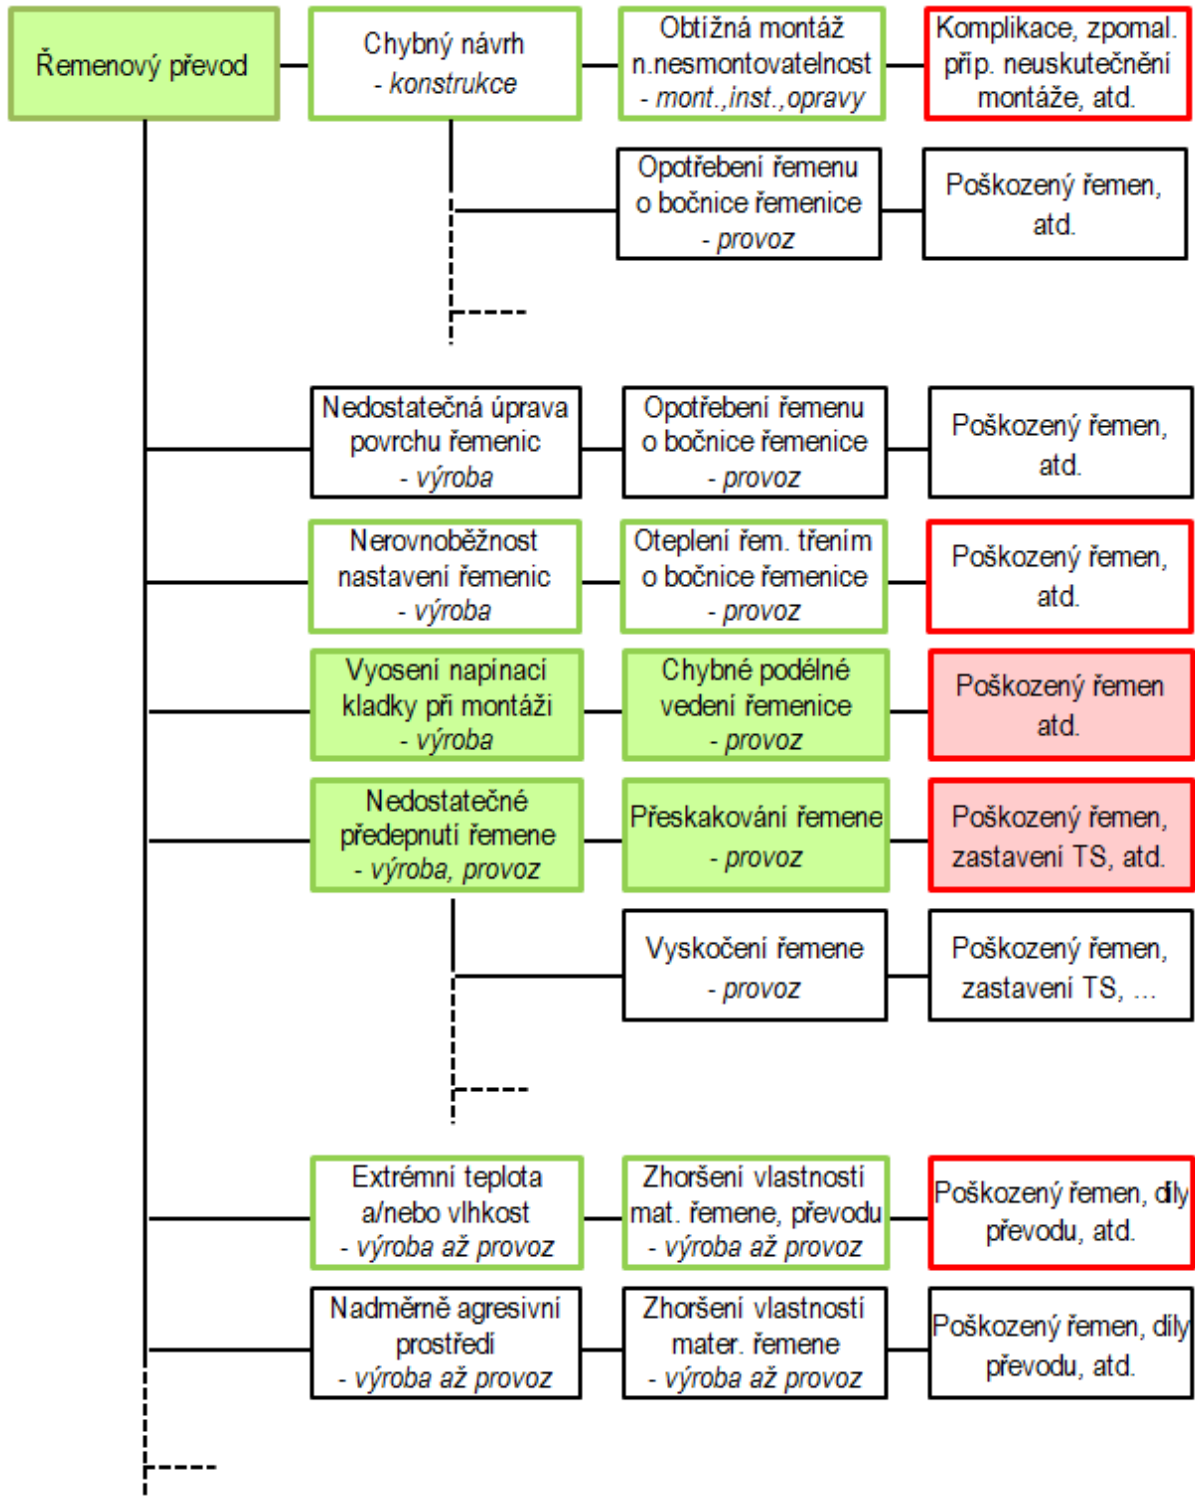 Řemenový převod
Chybný návrh
- konstrukce
Obtížná montáž
n.nesmontovatelnost
- mont.,inst.,opravy
Komplikace, zpomal.
příp. neuskutečnění
montáže, atd.
Opotřebení řemenu
o bočnice řemenice
- provoz
Poškozený řemen,
atd.
Nedostatečná úprava
povrchu řemenic
- výroba
Opotřebení řemenu
o bočnice řemenice
- provoz
Poškozený řemen,
atd.
Nerovnoběžnost
nastavení řemenic
- výroba
Oteplení řem. třením
o bočnice řemenice
- provoz
Poškozený řemen,
atd.
Vyosení napínací
kladky při montáži
- výroba
Chybné podélné
vedení řemenice
- provoz
Poškozený řemen
atd.
Nedostatečné
předepnutí řemene
- výroba, provoz
Přeskakování řemene
- provoz
Poškozený řemen,
zastavení TS, atd.
Vyskočení řemene
- provoz
Poškozený řemen,
zastavení TS, ...
Extrémní teplota
a/nebo vlhkost
- výroba až provoz
Zhoršení vlastností
mat. řemene, převodu
- výroba až provoz
Poškozený řemen, díly
převodu, atd.
Nadměrně agresivní
prostředí
- výroba až provoz
Zhoršení vlastností
mater. řemene
- výroba až provoz
Poškozený řemen, díly
převodu, atd.